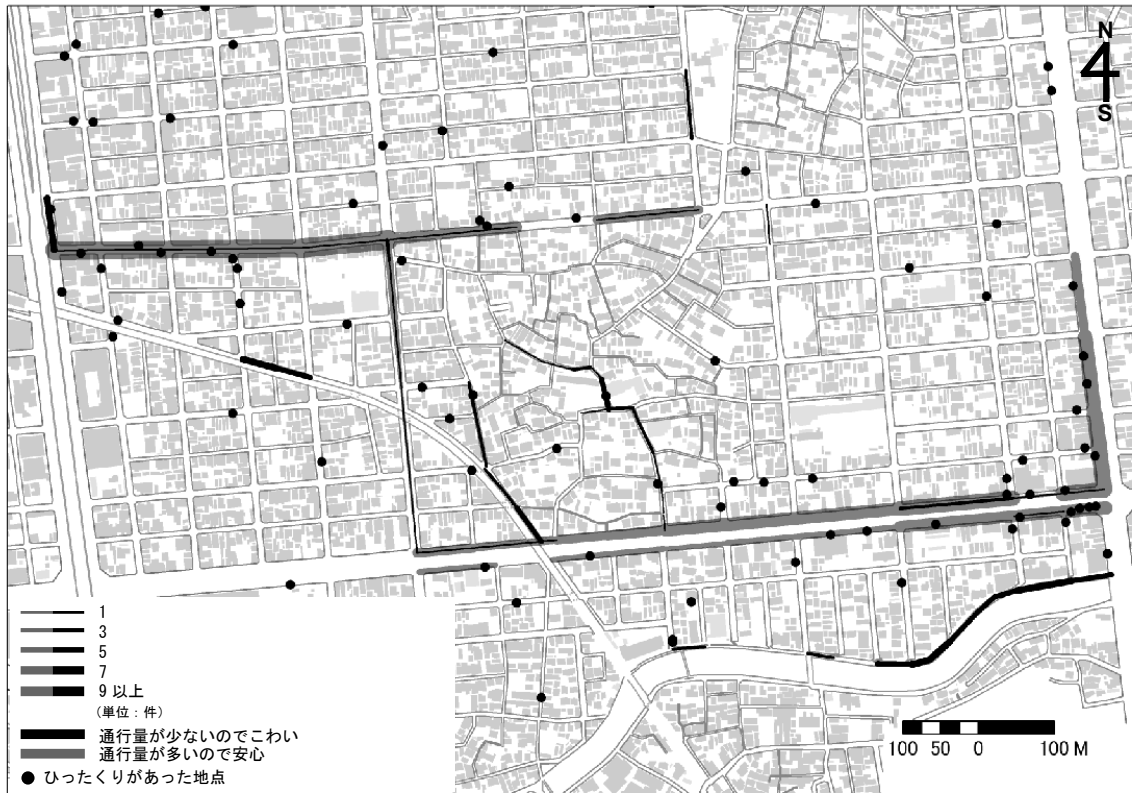 N
S
1
3
5
7
9 以上
（単位：件）
通行量が少ないのでこわい
通行量が多いので安心
ひったくりがあった地点
100 50 0 100 M